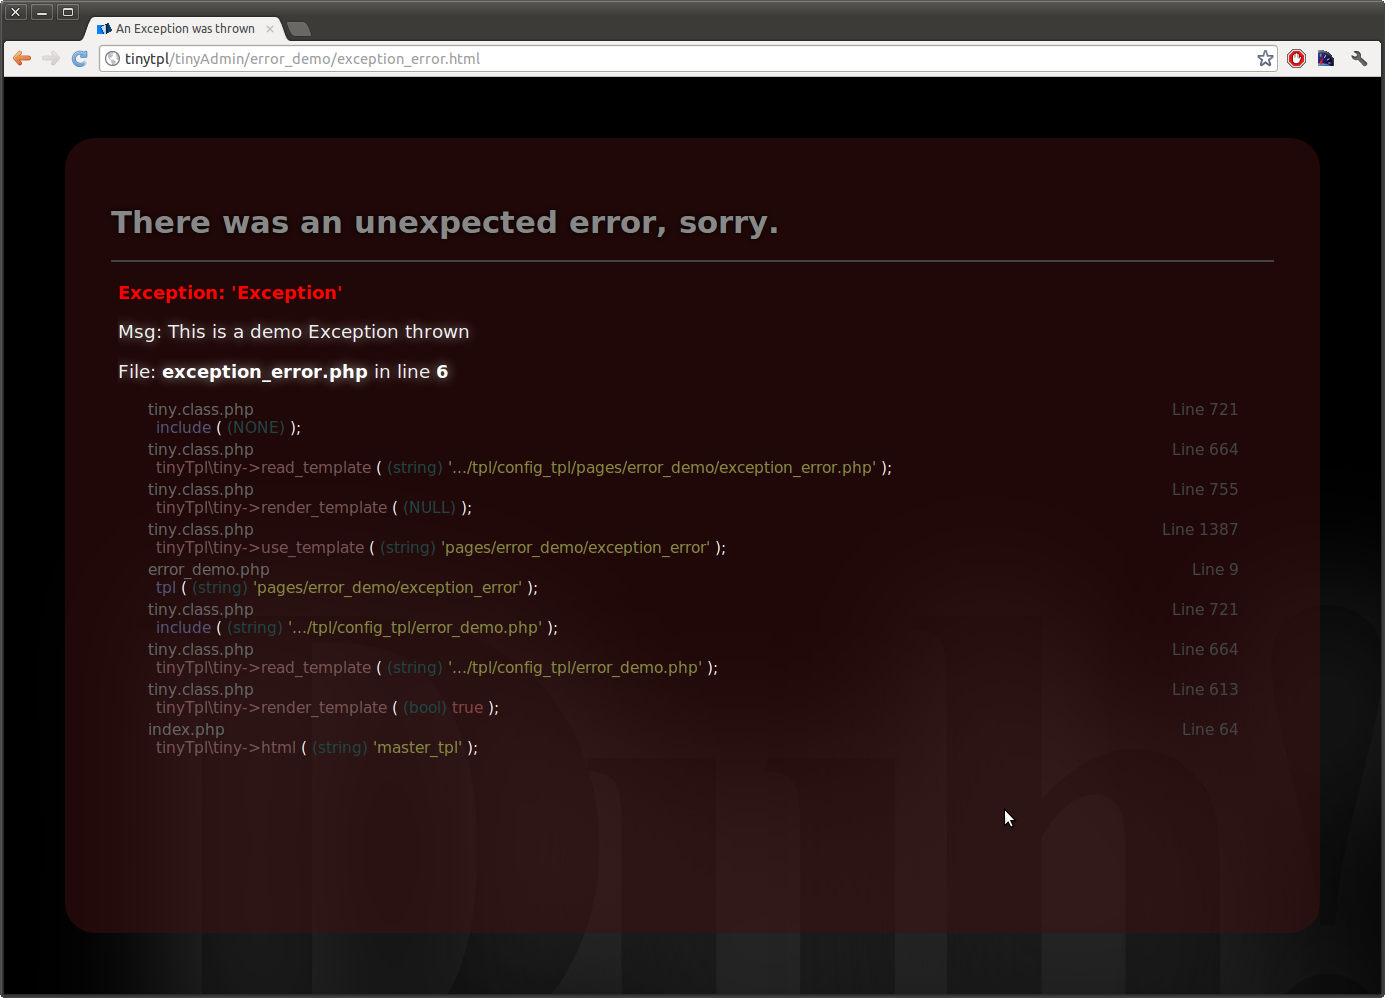 An Exception was thrown
tinytpl/tinyAdmin/error_demo/exception_error.html
There was an unexpected error, sorry.
Exception: 'Exception'
Msg: This is a demo Exception thrown
File: exception_error.php in line 6
tiny.class.php Line 721
include ( (NONE) );
tiny.class.php Line 664
tinyTpl\tiny->read_template ( (string) '.../tpl/config_tpl/pages/error_demo/exception_error.php' );
tiny.class.php Line 755
tinyTpl\tiny->render_template ( (NULL) );
tiny.class.php Line 1387
tinyTpl\tiny->use_template ( (string) 'pages/error_demo/exception_error' );
error_demo.php Line 9
tpl ( (string) 'pages/error_demo/exception_error' );
tiny.class.php Line 721
include ( (string) '.../tpl/config_tpl/error_demo.php' );
tiny.class.php Line 664
tinyTpl\tiny->read_template ( (string) '.../tpl/config_tpl/error_demo.php' );
tiny.class.php Line 613
tinyTpl\tiny->render_template ( (bool) true );
index.php Line 64
tinyTpl\tiny->html ( (string) 'master_tpl' );